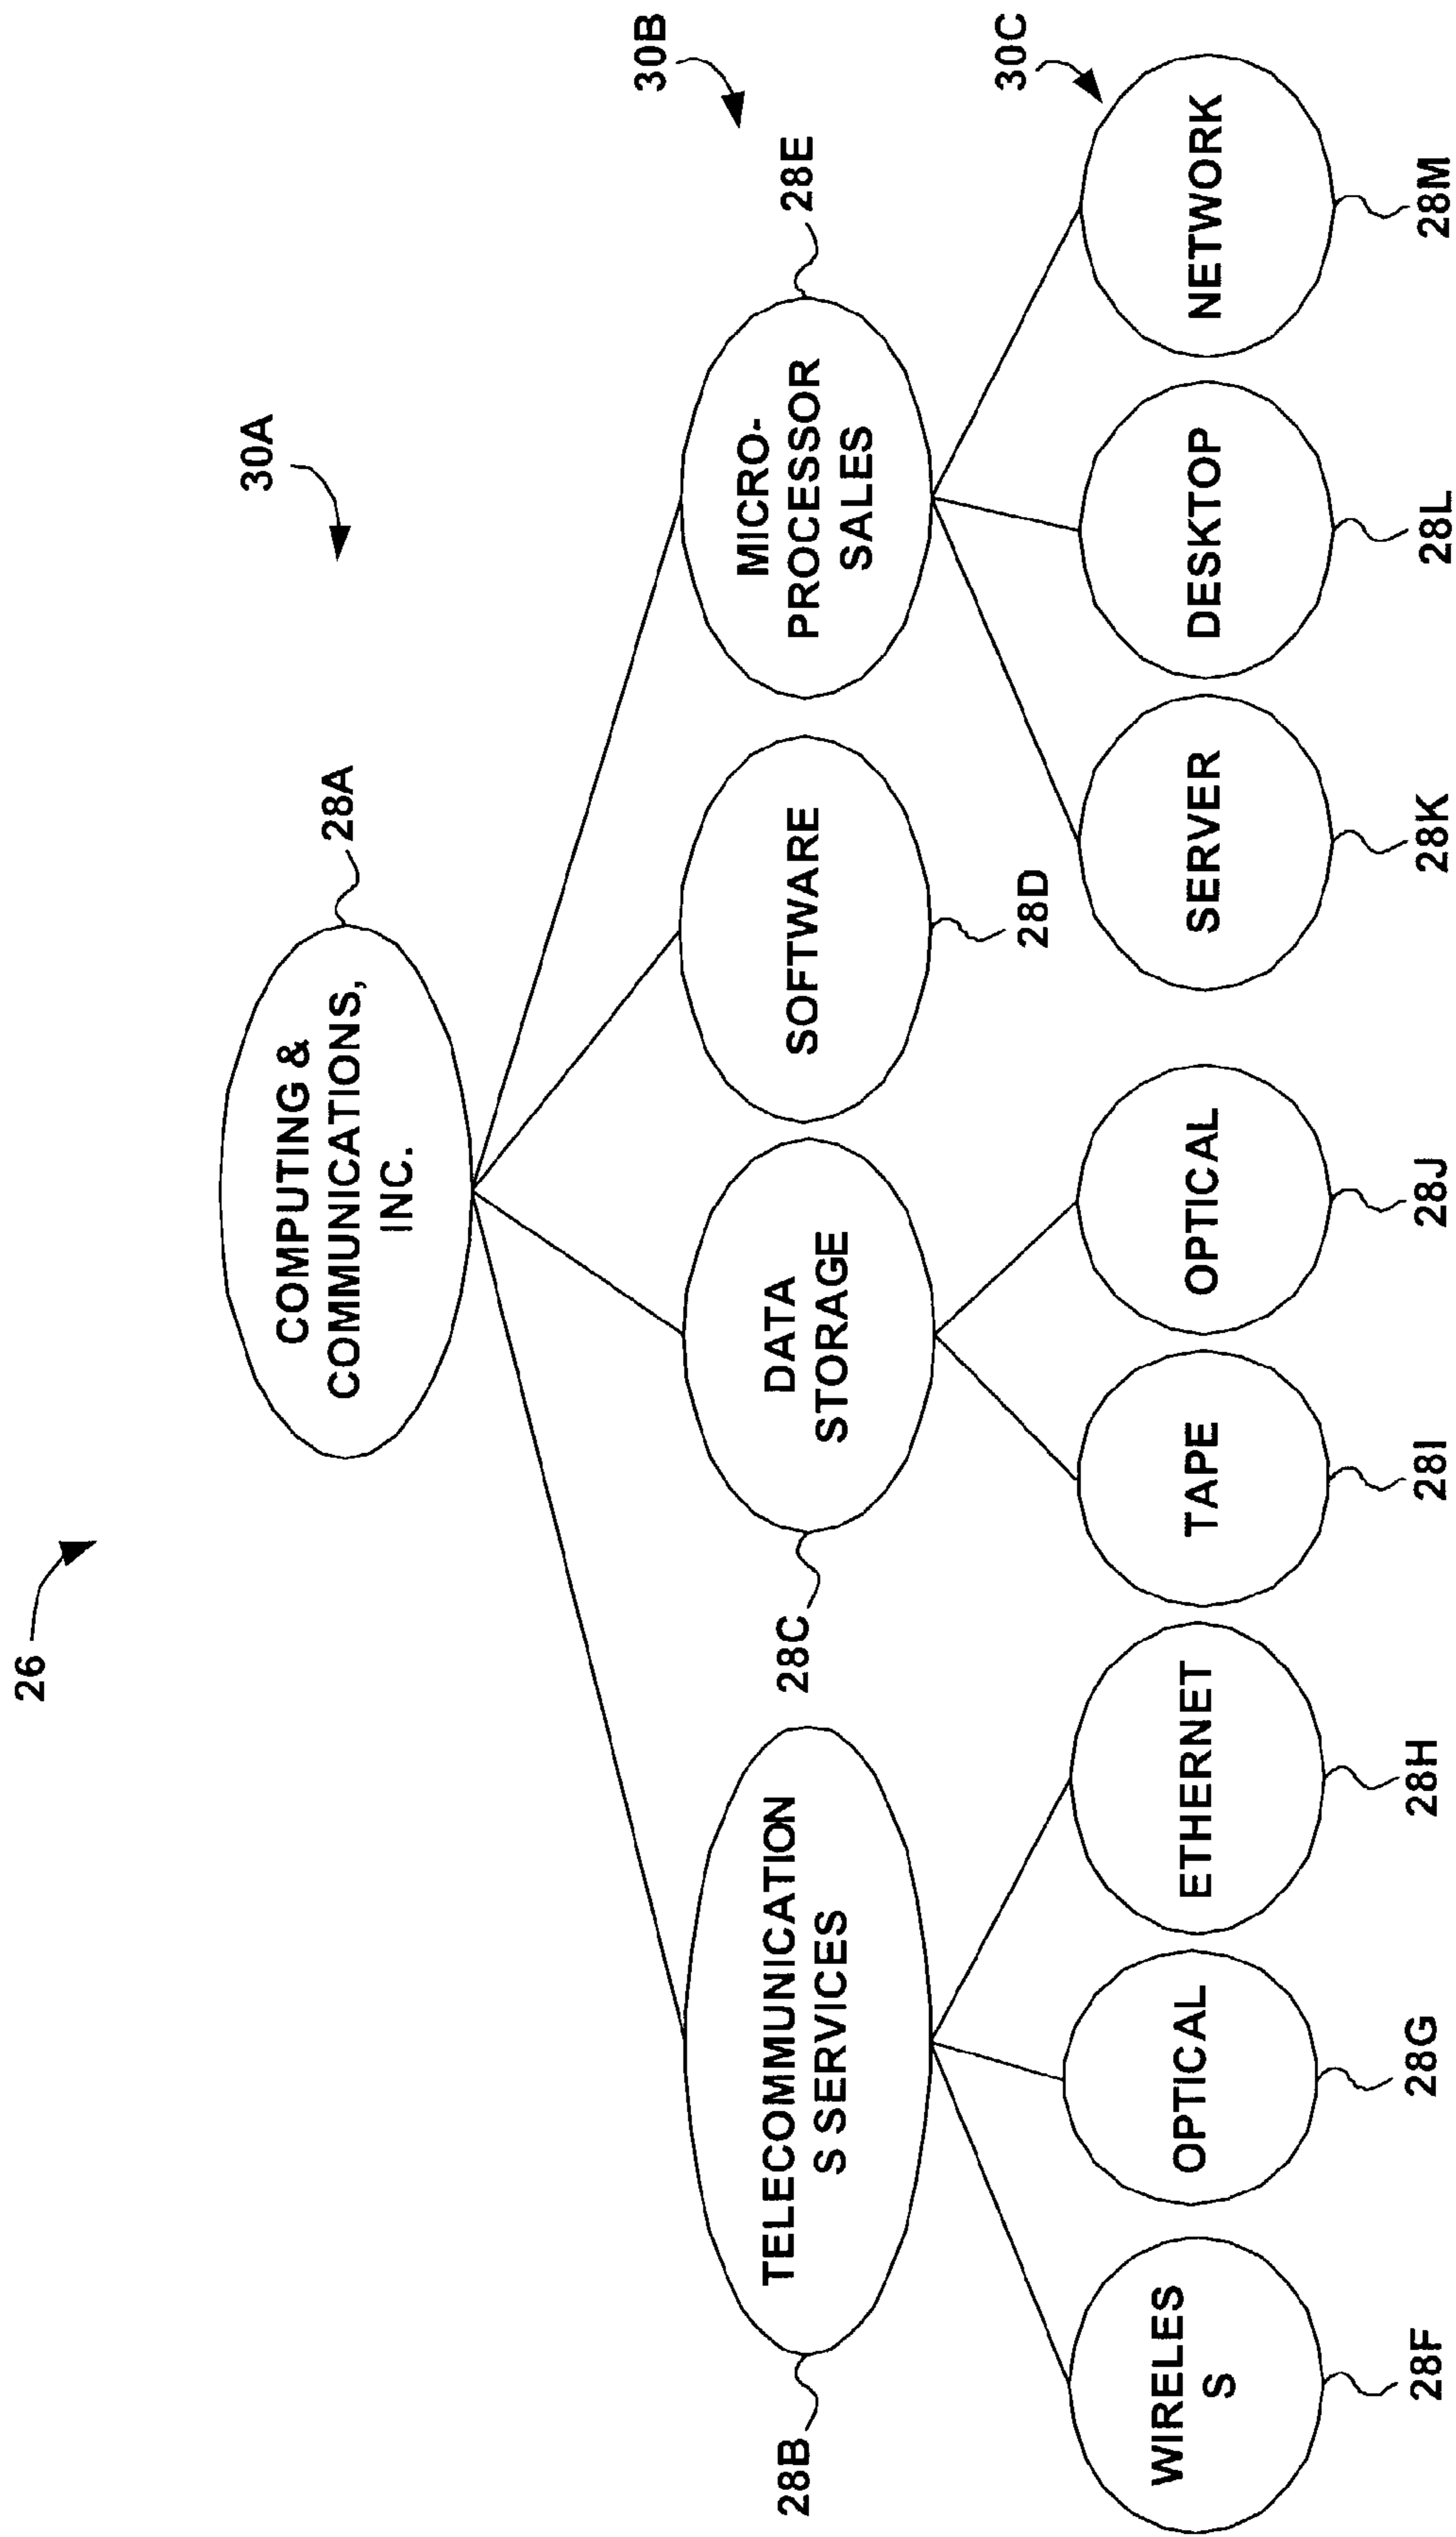 26
30A
COMPUTING &
COMMUNICATIONS,
INC.
28A
30B
28B
TELECOMMUNICATION
S SERVICES
28C
DATA
STORAGE
SOFTWARE
28D
MICRO-
PROCESSOR
SALES
28E
30C
WIRELES
S
OPTICAL
ETHERNET
TAPE
OPTICAL
SERVER
DESKTOP
NETWORK
28F
28G
28H
28I
28J
28K
28L
28M